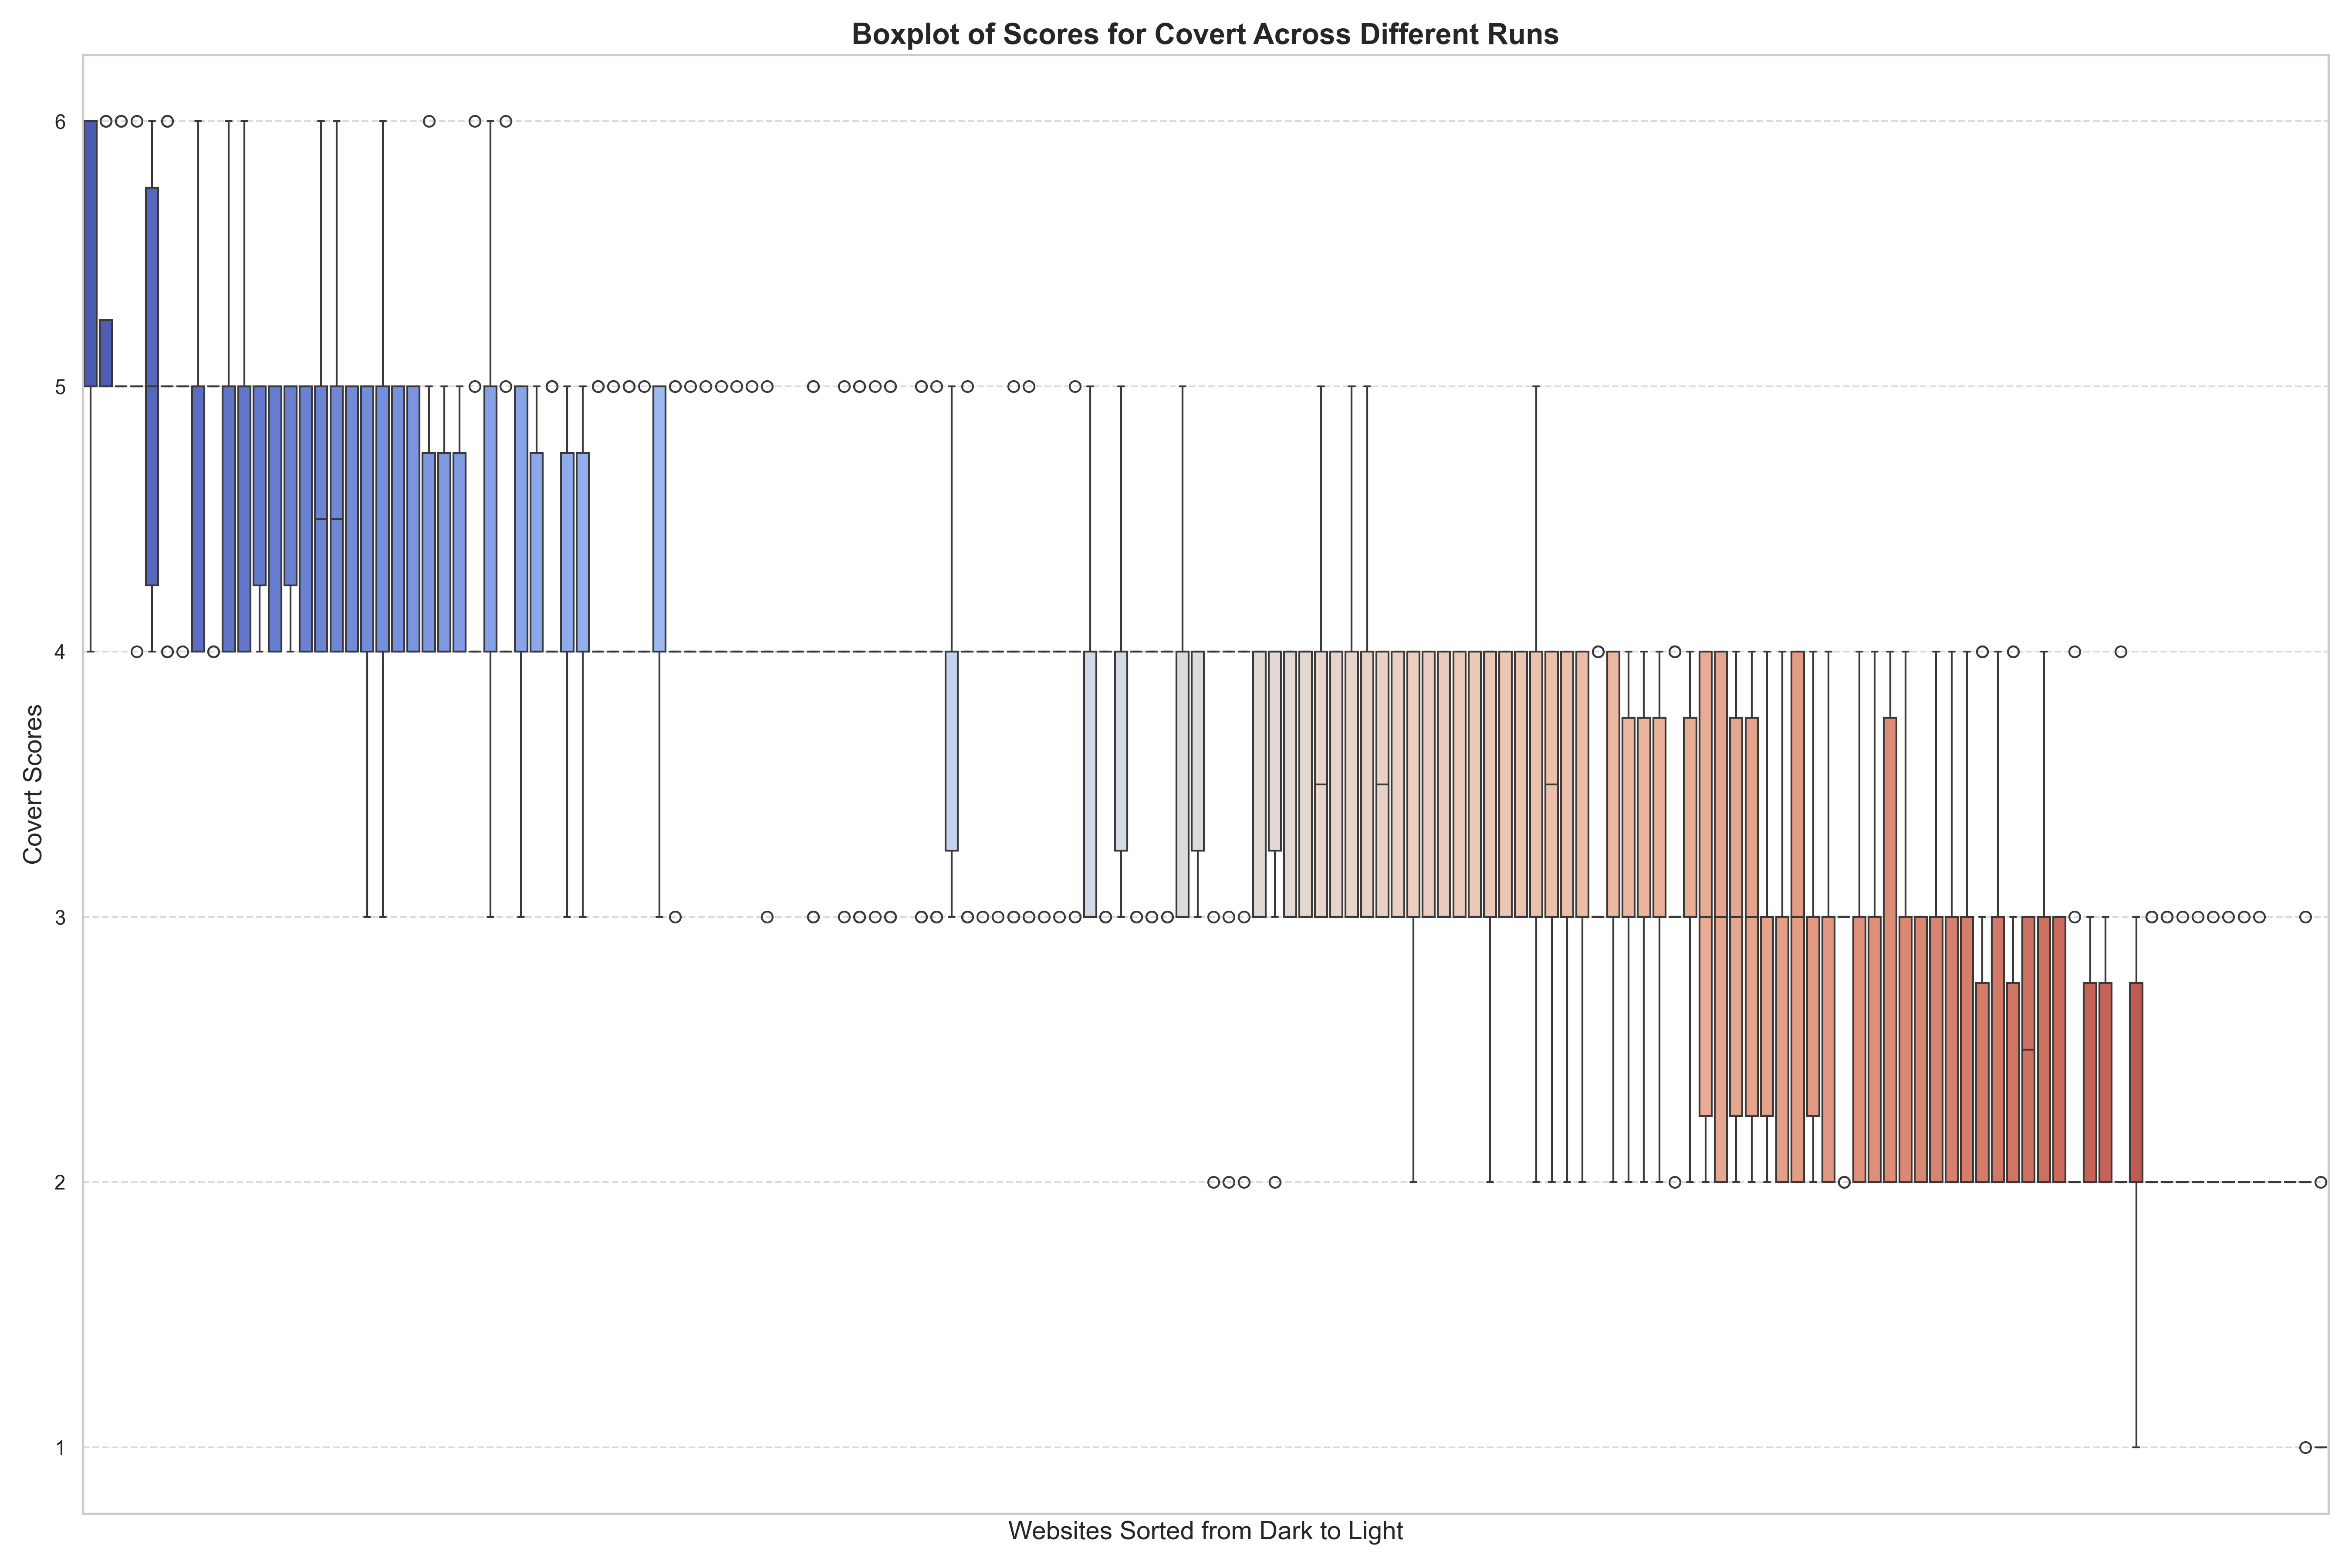 Boxplot of Scores for Covert Across Different Runs
6
5
4
3
2
1
Covert Scores
Websites Sorted from Dark to Light